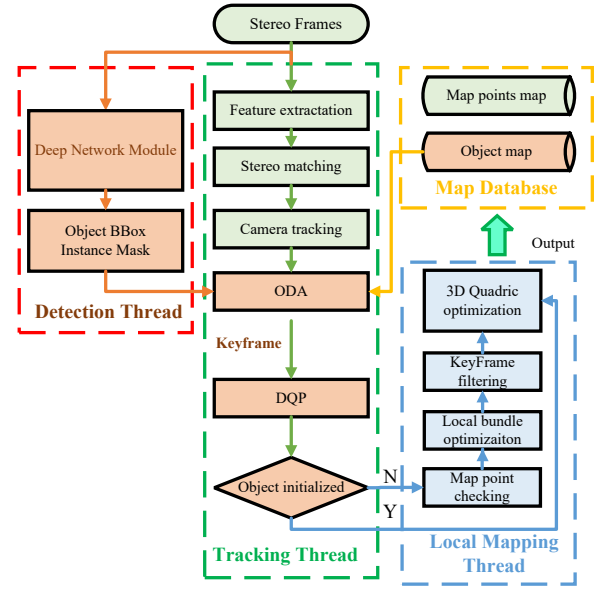 Stereo Frames
Deep Network Module
Object BBox
Instance Mask
Detection Thread
Feature extractation
Stereo matching
Camera tracking
ODA
Keyframe
DQP
Object initialized
N
Y
Tracking Thread
Map points map
Object map
Map Database
Output
3D Quadric
optimization
KeyFrame
filtering
Local bundle
optimizaiton
Map point
checking
Local Mapping
Thread